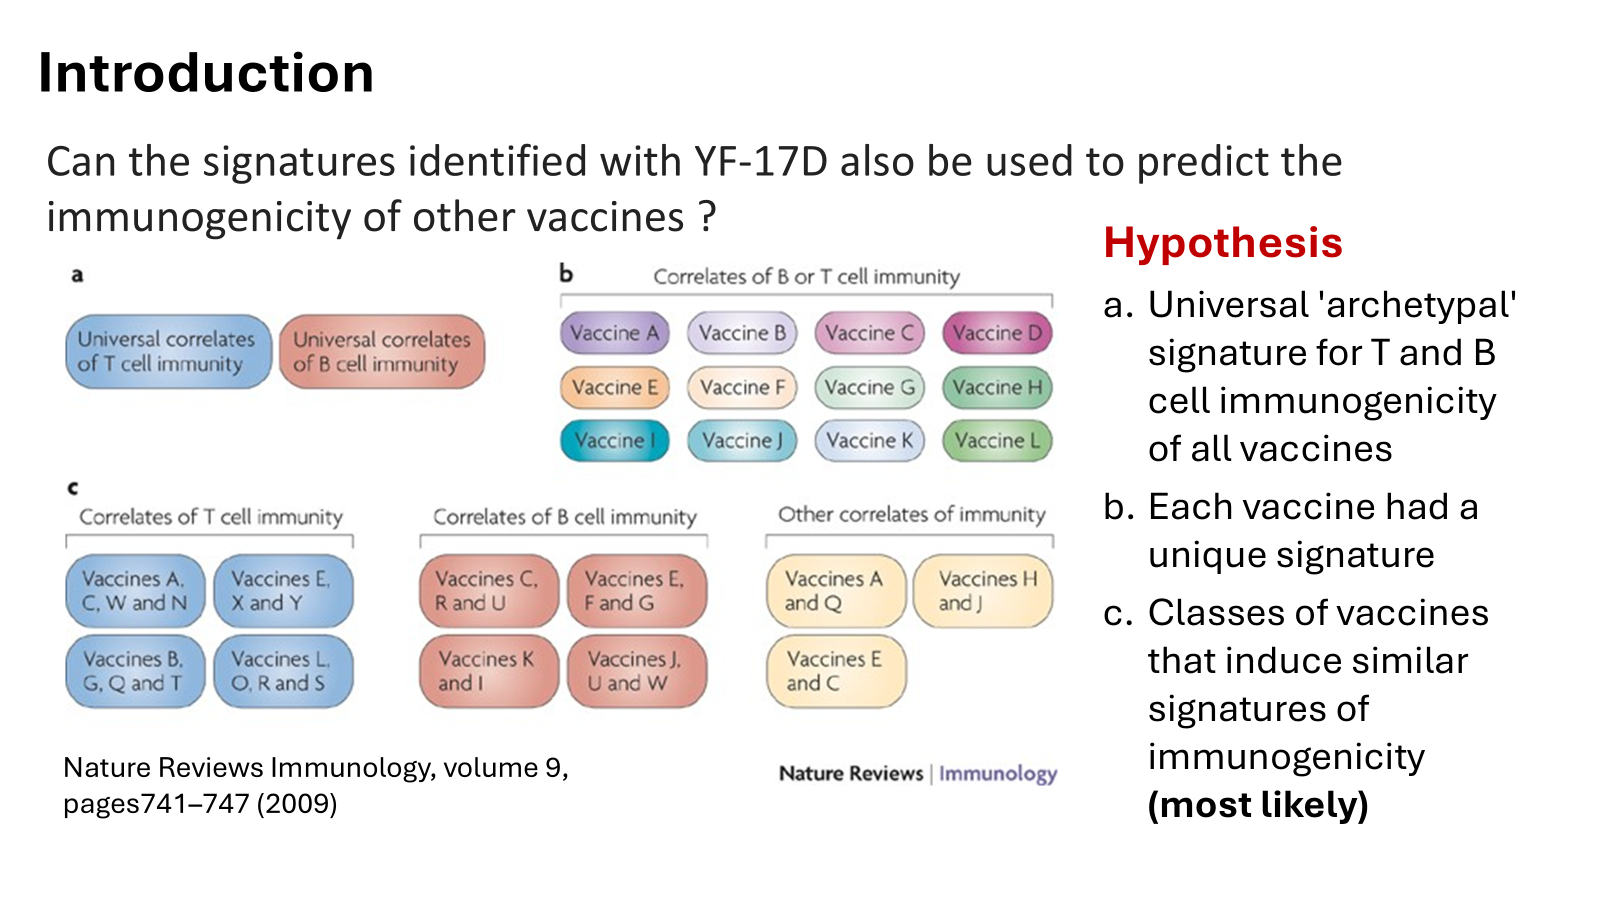 Introduction
Can the signatures identified with YF-17D also be used to predict the
immunogenicity of other vaccines ?
a
Universal correlates
of T cell immunity
Universal correlates
of B cell immunity
b
Correlates of B or T cell immunity
Vaccine A
Vaccine B
Vaccine C
Vaccine D
Vaccine E
Vaccine F
Vaccine G
Vaccine H
Vaccine I
Vaccine J
Vaccine K
Vaccine L
c
Correlates of T cell immunity
Vaccines A,
C, W and N
Vaccines E,
X and Y
Vaccines B,
G, Q and T
Vaccines L,
O, R and S
Correlates of B cell immunity
Vaccines C,
R and U
Vaccines E,
F and G
Vaccines K
and I
Vaccines J,
U and W
Other correlates of immunity
Vaccines A
and Q
Vaccines H
and J
Vaccines E
and C
Nature Reviews Immunology, volume 9,
pages741–747 (2009)
Nature Reviews | Immunology
Hypothesis
a. Universal 'archetypal'
signature for T and B
cell immunogenicity
of all vaccines
b. Each vaccine had a
unique signature
c. Classes of vaccines
that induce similar
signatures of
immunogenicity
(most likely)